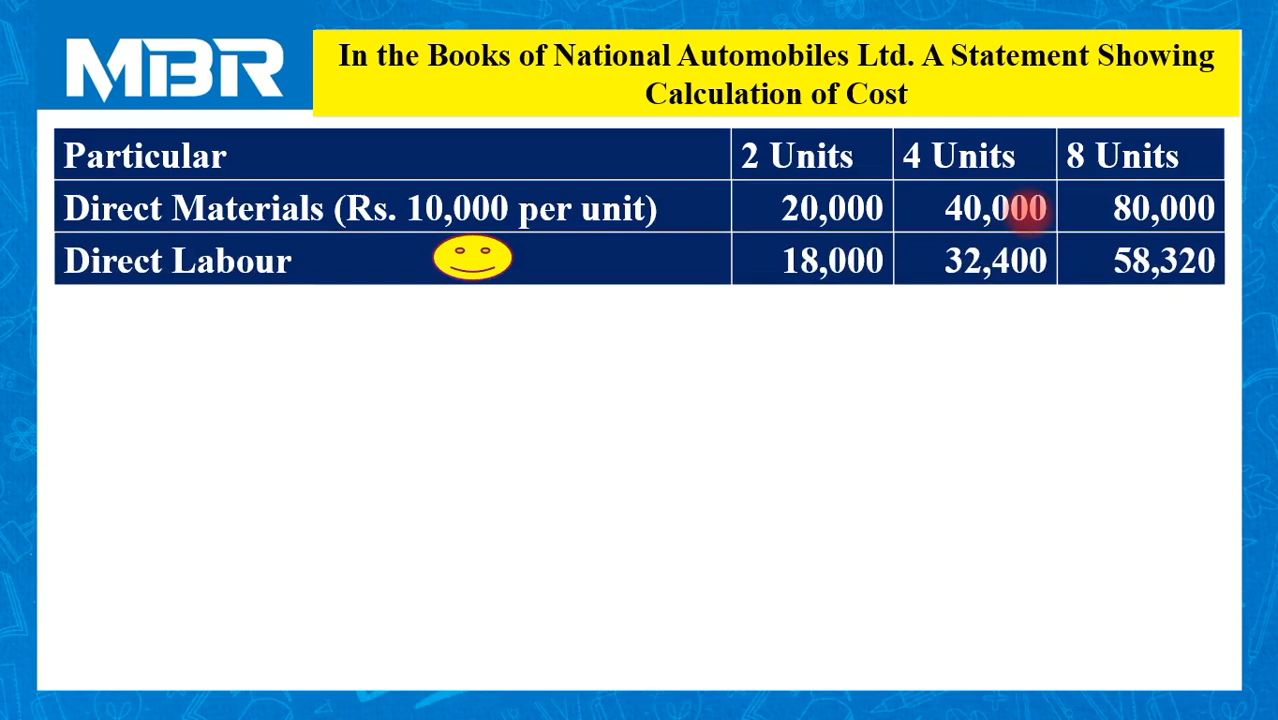 MBR
In the Books of National Automobiles Ltd. A Statement Showing
Calculation of Cost
Particular 2 Units 4 Units 8 Units
Direct Materials (Rs. 10,000 per unit) 20,000 40,000 80,000
Direct Labour 18,000 32,400 58,320